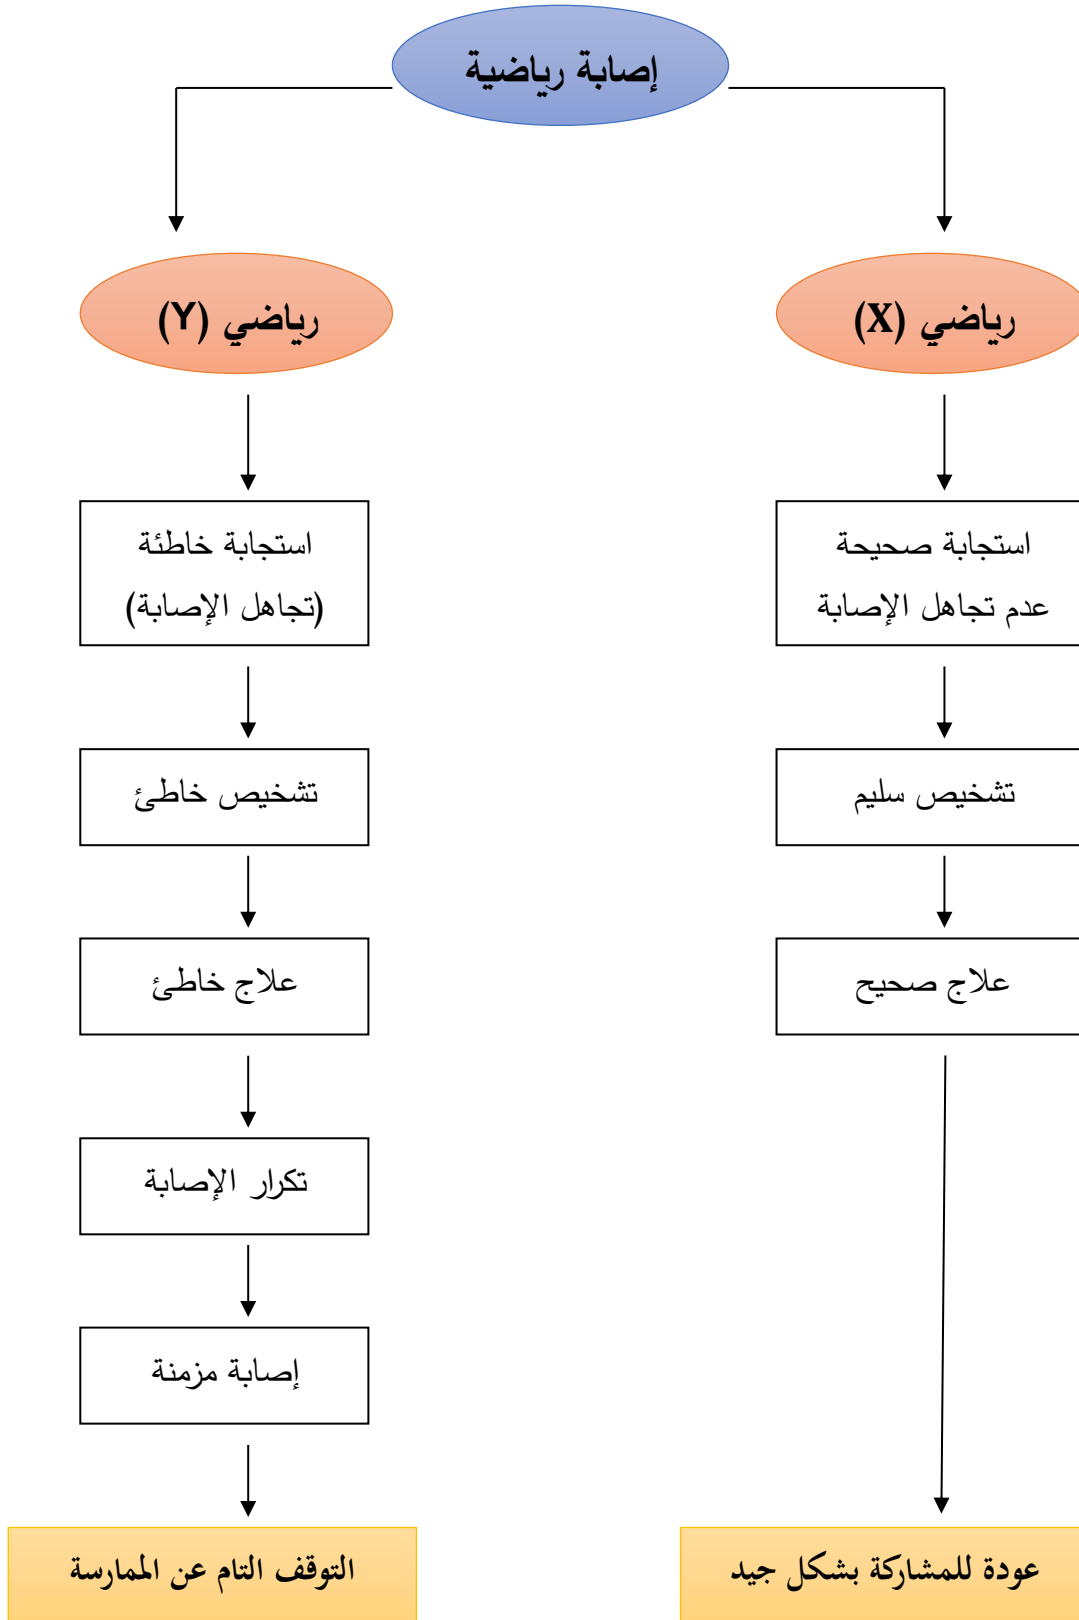 إصابة رياضية
رياضي (X)
رياضي (Y)
استجابة صحيحة
عدم تجاهل الإصابة
استجابة خاطئة
(تجاهل الإصابة)
تشخيص سليم
تشخيص خاطئ
علاج صحيح
علاج خاطئ
تكرار الإصابة
إصابة مزمنة
عودة للمشاركة بشكل جيد
التوقف التام عن الممارسة